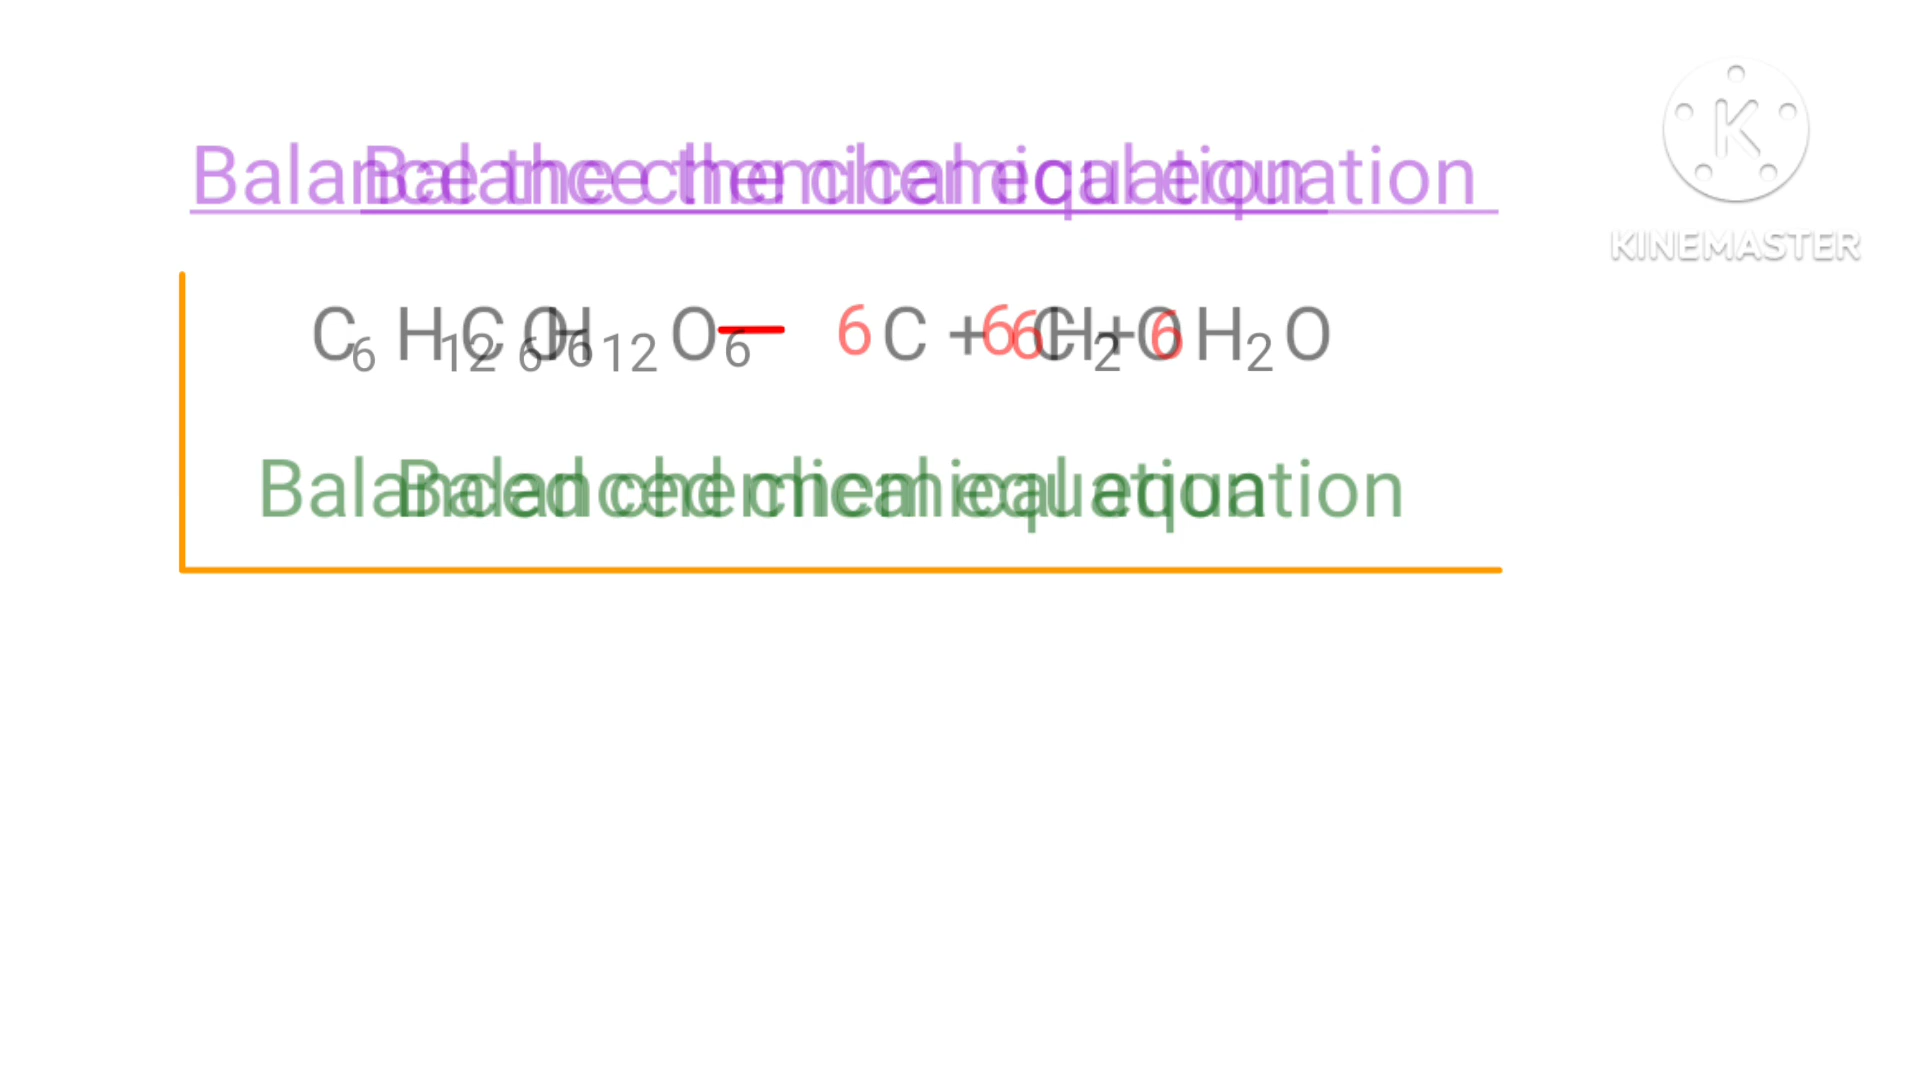 Balance the chemical equation
KINEMASTER
C6 H12 O6 6 C + 6 H2 O
Balanced chemical equation